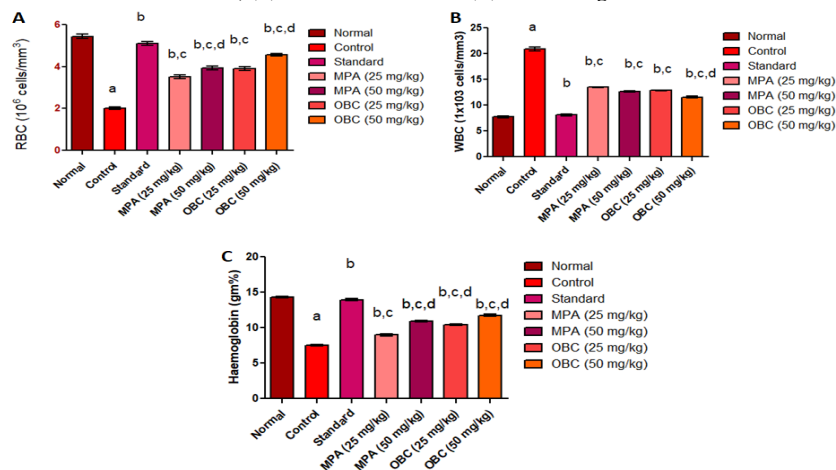 A
RBC (10⁶ cells/mm³)
6
4
2
0
a
b
b,c
b,c,d
b,c
b,c,d
Normal
Control
Standard
MPA (25 mg/kg)
MPA (50 mg/kg)
OBC (25 mg/kg)
OBC (50 mg/kg)
Normal
Control
Standard
MPA (25 mg/kg)
MPA (50 mg/kg)
OBC (25 mg/kg)
OBC (50 mg/kg)
B
WBC (1x103 cells/mm3)
25
20
15
10
5
0
a
b
b,c
b,c
b,c
b,c,d
Normal
Control
Standard
MPA (25 mg/kg)
MPA (50 mg/kg)
OBC (25 mg/kg)
OBC (50 mg/kg)
Normal
Control
Standard
MPA (25 mg/kg)
MPA (50 mg/kg)
OBC (25 mg/kg)
OBC (50 mg/kg)
C
Haemoglobin (gm%)
20
15
10
5
0
a
b
b,c
b,c,d
b,c,d
b,c,d
Normal
Control
Standard
MPA (25 mg/kg)
MPA (50 mg/kg)
OBC (25 mg/kg)
OBC (50 mg/kg)
Normal
Control
Standard
MPA (25 mg/kg)
MPA (50 mg/kg)
OBC (25 mg/kg)
OBC (50 mg/kg)